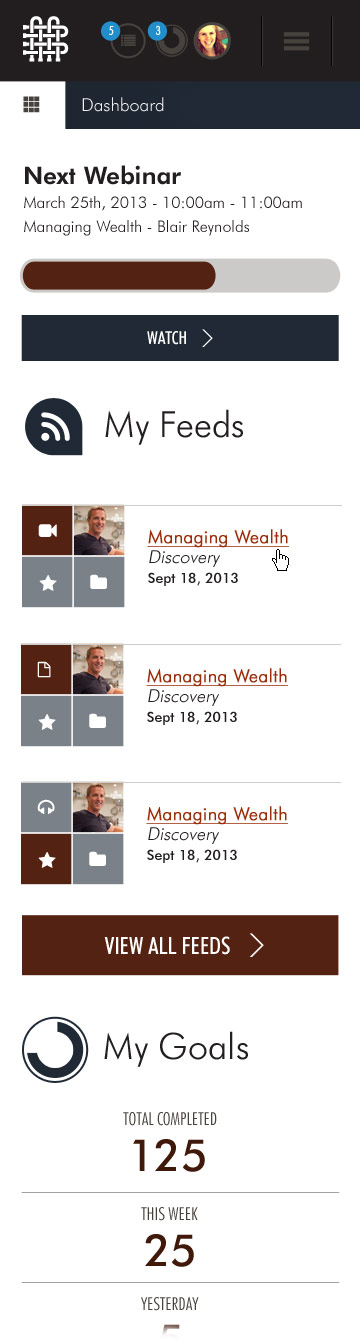 5
3
Dashboard
Next Webinar
March 25th, 2013 - 10:00am - 11:00am
Managing Wealth - Blair Reynolds
WATCH
My Feeds
Managing Wealth
Discovery
Sept 18, 2013
Managing Wealth
Discovery
Sept 18, 2013
Managing Wealth
Discovery
Sept 18, 2013
VIEW ALL FEEDS
My Goals
TOTAL COMPLETED
125
THIS WEEK
25
YESTERDAY